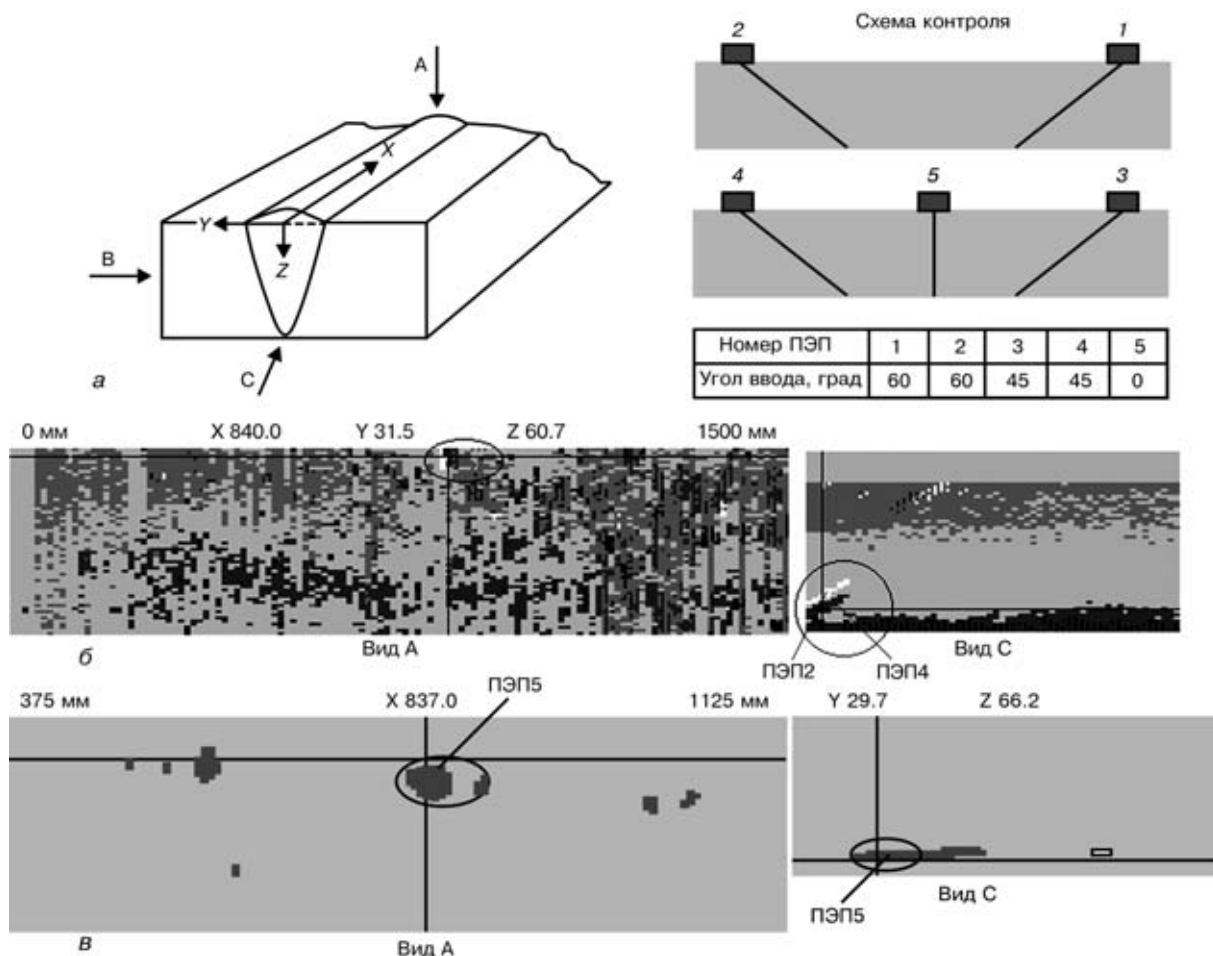 Схема контроля
2
1
A
X
Y
Z
B
C
а
4
5
3
Номер ПЭП 1 2 3 4 5
Угол ввода, град 60 60 45 45 0
0 мм X 840.0 Y 31.5 Z 60.7 1500 мм
б
Вид А
Вид С
ПЭП2
ПЭП4
375 мм X 837.0 ПЭП5 1125 мм Y 29.7 Z 66.2
ПЭП5
Вид С
в
Вид А